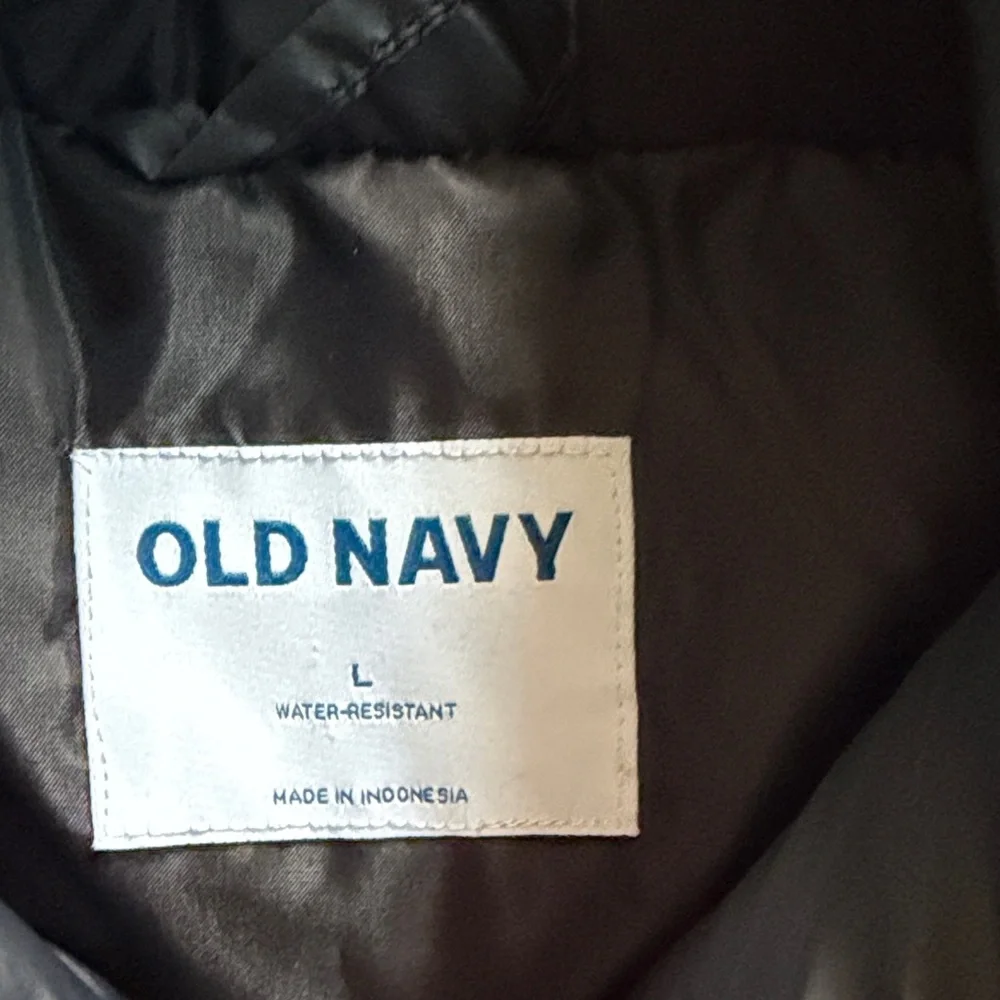 OLD NAVY
L
WATER-RESISTANT
MADE IN INDONESIA